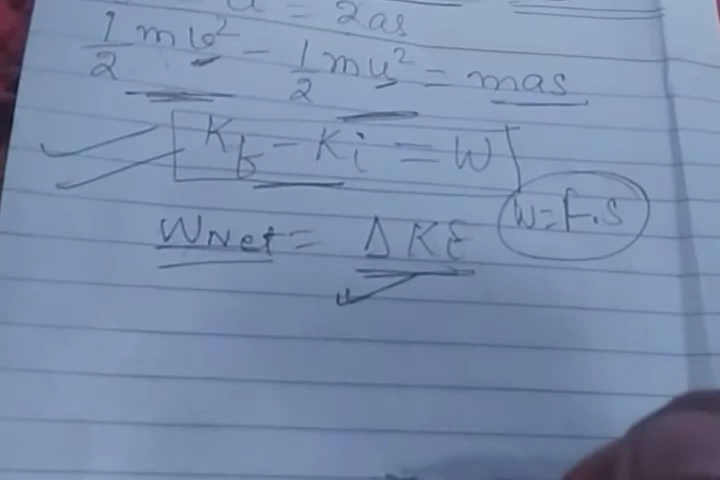 u = 2as
1/2 mv² - 1/2 mu² = mas
Kf - Ki = W
W = F.S
WNet = ΔKE